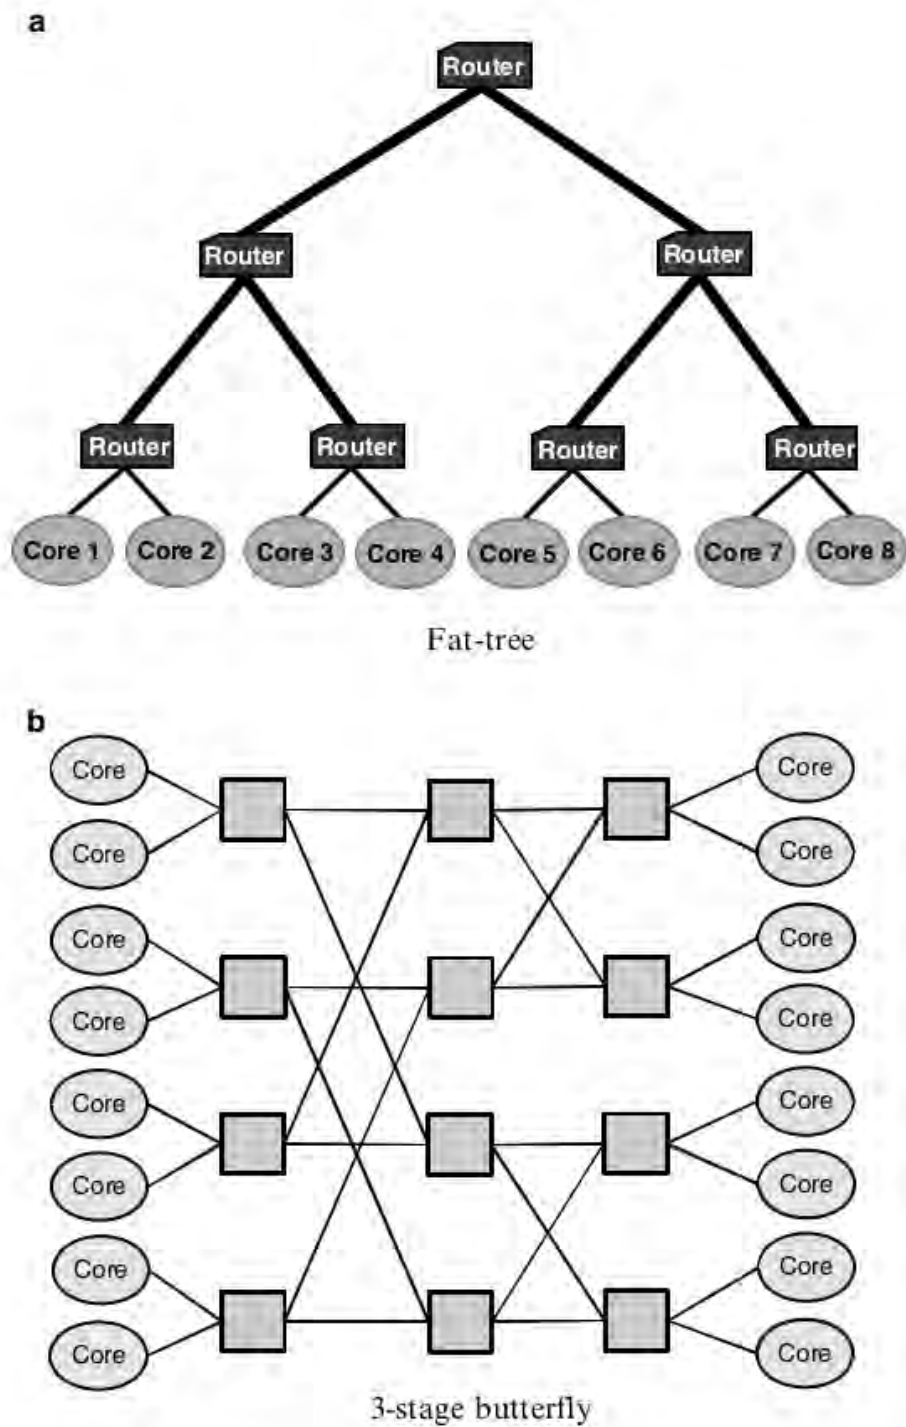 a
Router
Router Router
Router Router Router Router
Core 1 Core 2 Core 3 Core 4 Core 5 Core 6 Core 7 Core 8
Fat-tree
b
Core Core
Core Core
Core Core
Core Core
Core Core
Core Core
Core Core
Core Core
3-stage butterfly